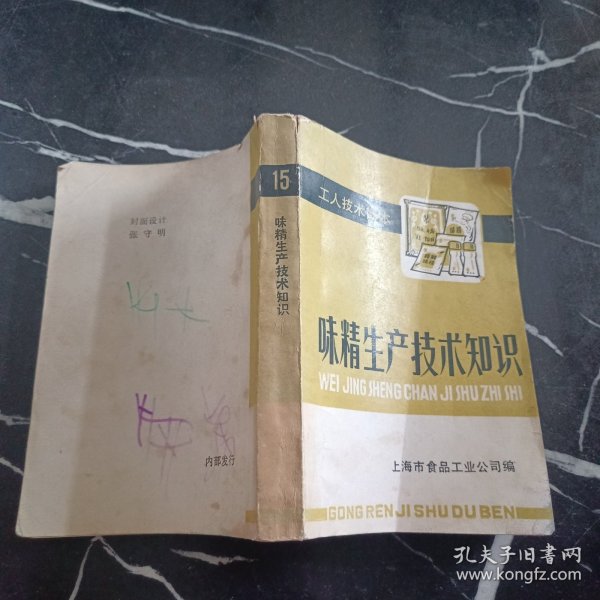 封面设计
张守明
内部发行
15
味精生产技术知识
工人技术读本
味精生产技术知识
WEI JING SHENG CHAN JI SHU ZHI SHI
上海市食品工业公司编
GONG REN JI SHU DU BEN
孔夫子旧书网
www.kongfz.com